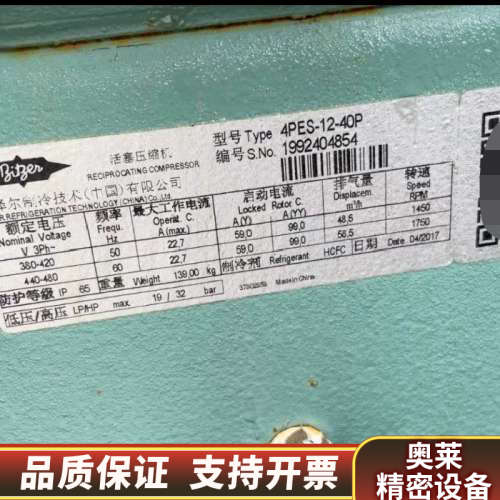 Bitzer
活塞压缩机
RECIPROCATING COMPRESSOR
型号 Type 4PES-12-40P
编号 S.No. 1992404854
泽尔制冷技术(中国)有限公司
ER REFRIGERATION TECHNOLOGY (CHINA) CO.,LTD
额定电压 频率 最大工作电流 启动电流 排气量 转速
Nominal Voltage Frequ. Operat. C. Locked Rotor C. Displacem. Speed
V 3Ph~ Hz A(max.) A(Y) A(YY) m³/h RPM
380-420 50 22.7 59.0 99.0 48.5 1450
440-480 60 22.7 59.0 99.0 58.5 1750
防护等级 IP 65 重量 Weight 139.00 kg 制冷剂 Refrigerant HCFC 日期 Date 04/2017
低压/高压 LP/HP max. 19 / 32 bar Made in China
品质保证 支持开票
奥莱
精密设备